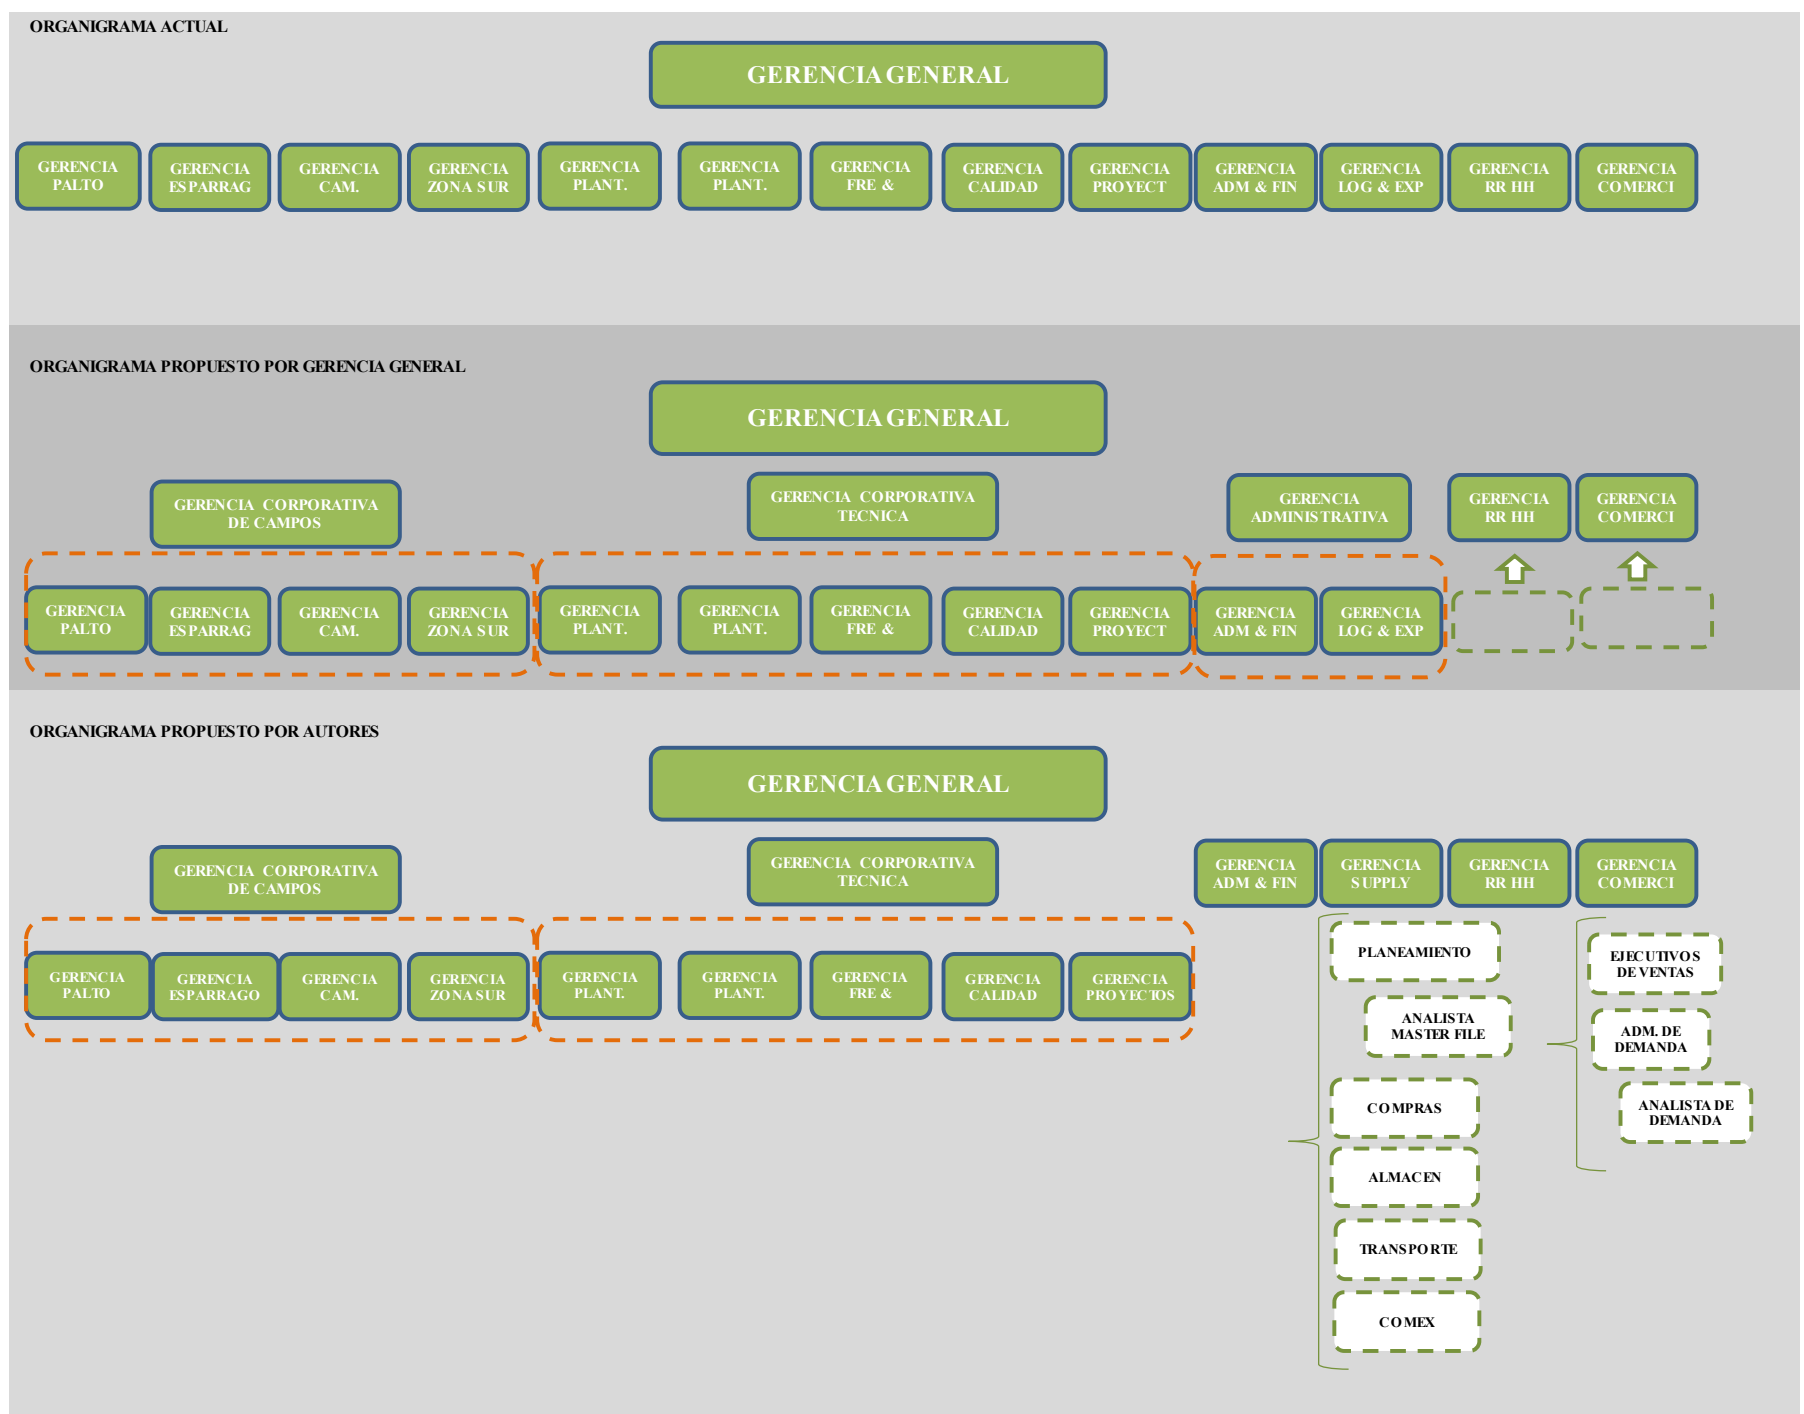 ORGANIGRAMA ACTUAL
GERENCIA GENERAL
GERENCIA
PALTO
GERENCIA
ESPARRAG
GERENCIA
CAM.
GERENCIA
ZONA SUR
GERENCIA
PLANT.
GERENCIA
PLANT.
GERENCIA
FRE &
GERENCIA
CALIDAD
GERENCIA
PROYECT
GERENCIA
ADM & FIN
GERENCIA
LOG & EXP
GERENCIA
RR HH
GERENCIA
COMERCI
ORGANIGRAMA PROPUESTO POR GERENCIA GENERAL
GERENCIA GENERAL
GERENCIA CORPORATIVA
DE CAMPOS
GERENCIA CORPORATIVA
TECNICA
GERENCIA
ADMINISTRATIVA
GERENCIA
RR HH
GERENCIA
COMERCI
GERENCIA
PALTO
GERENCIA
ESPARRAG
GERENCIA
CAM.
GERENCIA
ZONA SUR
GERENCIA
PLANT.
GERENCIA
PLANT.
GERENCIA
FRE &
GERENCIA
CALIDAD
GERENCIA
PROYECT
GERENCIA
ADM & FIN
GERENCIA
LOG & EXP
ORGANIGRAMA PROPUESTO POR AUTORES
GERENCIA GENERAL
GERENCIA CORPORATIVA
DE CAMPOS
GERENCIA CORPORATIVA
TECNICA
GERENCIA
ADM & FIN
GERENCIA
SUPPLY
GERENCIA
RR HH
GERENCIA
COMERCI
GERENCIA
PALTO
GERENCIA
ESPARRAGO
GERENCIA
CAM.
GERENCIA
ZONA SUR
GERENCIA
PLANT.
GERENCIA
PLANT.
GERENCIA
FRE &
GERENCIA
CALIDAD
GERENCIA
PROYECTOS
PLANEAMIENTO
ANALISTA
MASTER FILE
COMPRAS
ALMACEN
TRANSPORTE
COMEX
EJECUTIVOS
DE VENTAS
ADM. DE
DEMANDA
ANALISTA DE
DEMANDA